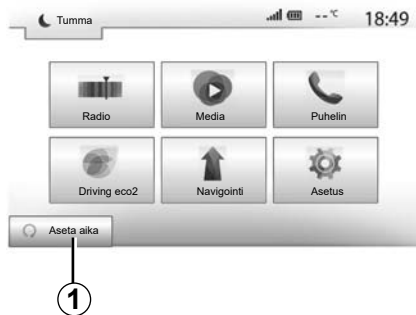 Tumma
--°C 18:49
Radio Media Puhelin
Driving eco2 Navigointi Asetus
Aseta aika
1